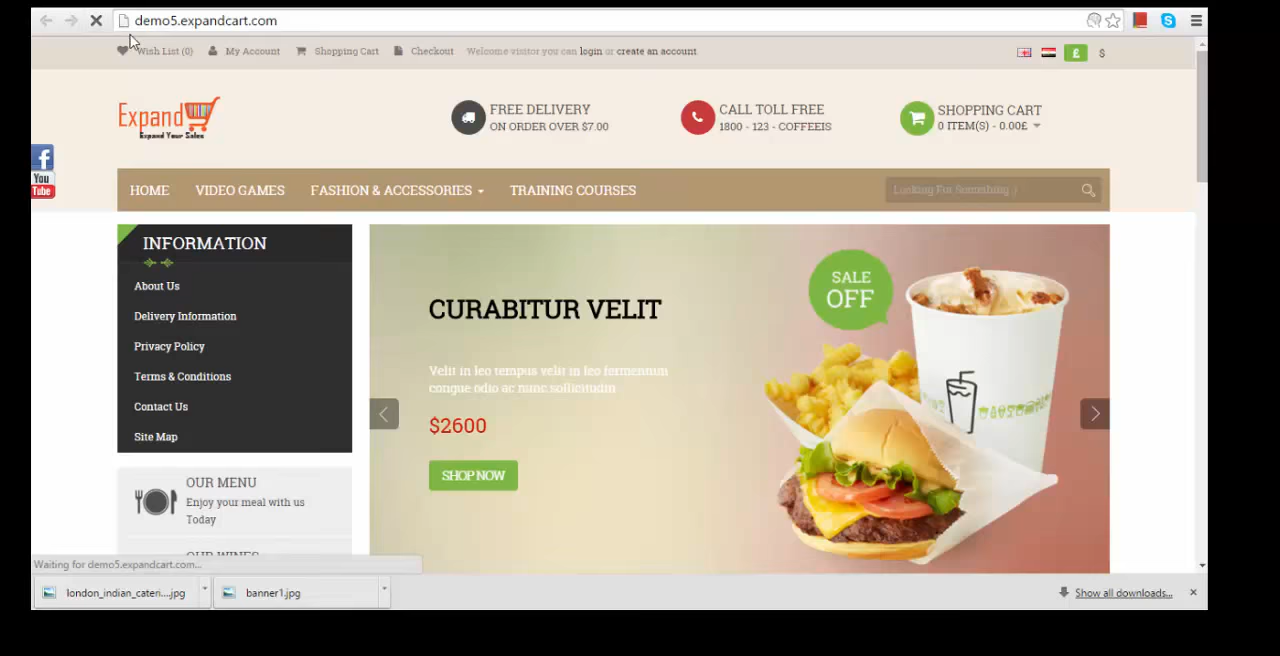 demo5.expandcart.com
Wish List (0) My Account Shopping Cart Checkout Welcome visitor you can login or create an account £ $
Expand
Expand Your Sales
FREE DELIVERY
ON ORDER OVER $7.00
CALL TOLL FREE
1800 - 123 - COFFEEIS
SHOPPING CART
0 ITEM(S) - 0.00£
f
You
Tube
HOME VIDEO GAMES FASHION & ACCESSORIES TRAINING COURSES Looking For Something
INFORMATION
About Us
Delivery Information
Privacy Policy
Terms & Conditions
Contact Us
Site Map
OUR MENU
Enjoy your meal with us
Today
OUR WINES
CURABITUR VELIT
Velit in leo tempus velit in leo fermentum
congue odio ac nunc sollicitudin
$2600
SHOP NOW
SALE
OFF
Waiting for demo5.expandcart.com...
london_indian_cateri....jpg banner1.jpg Show all downloads...